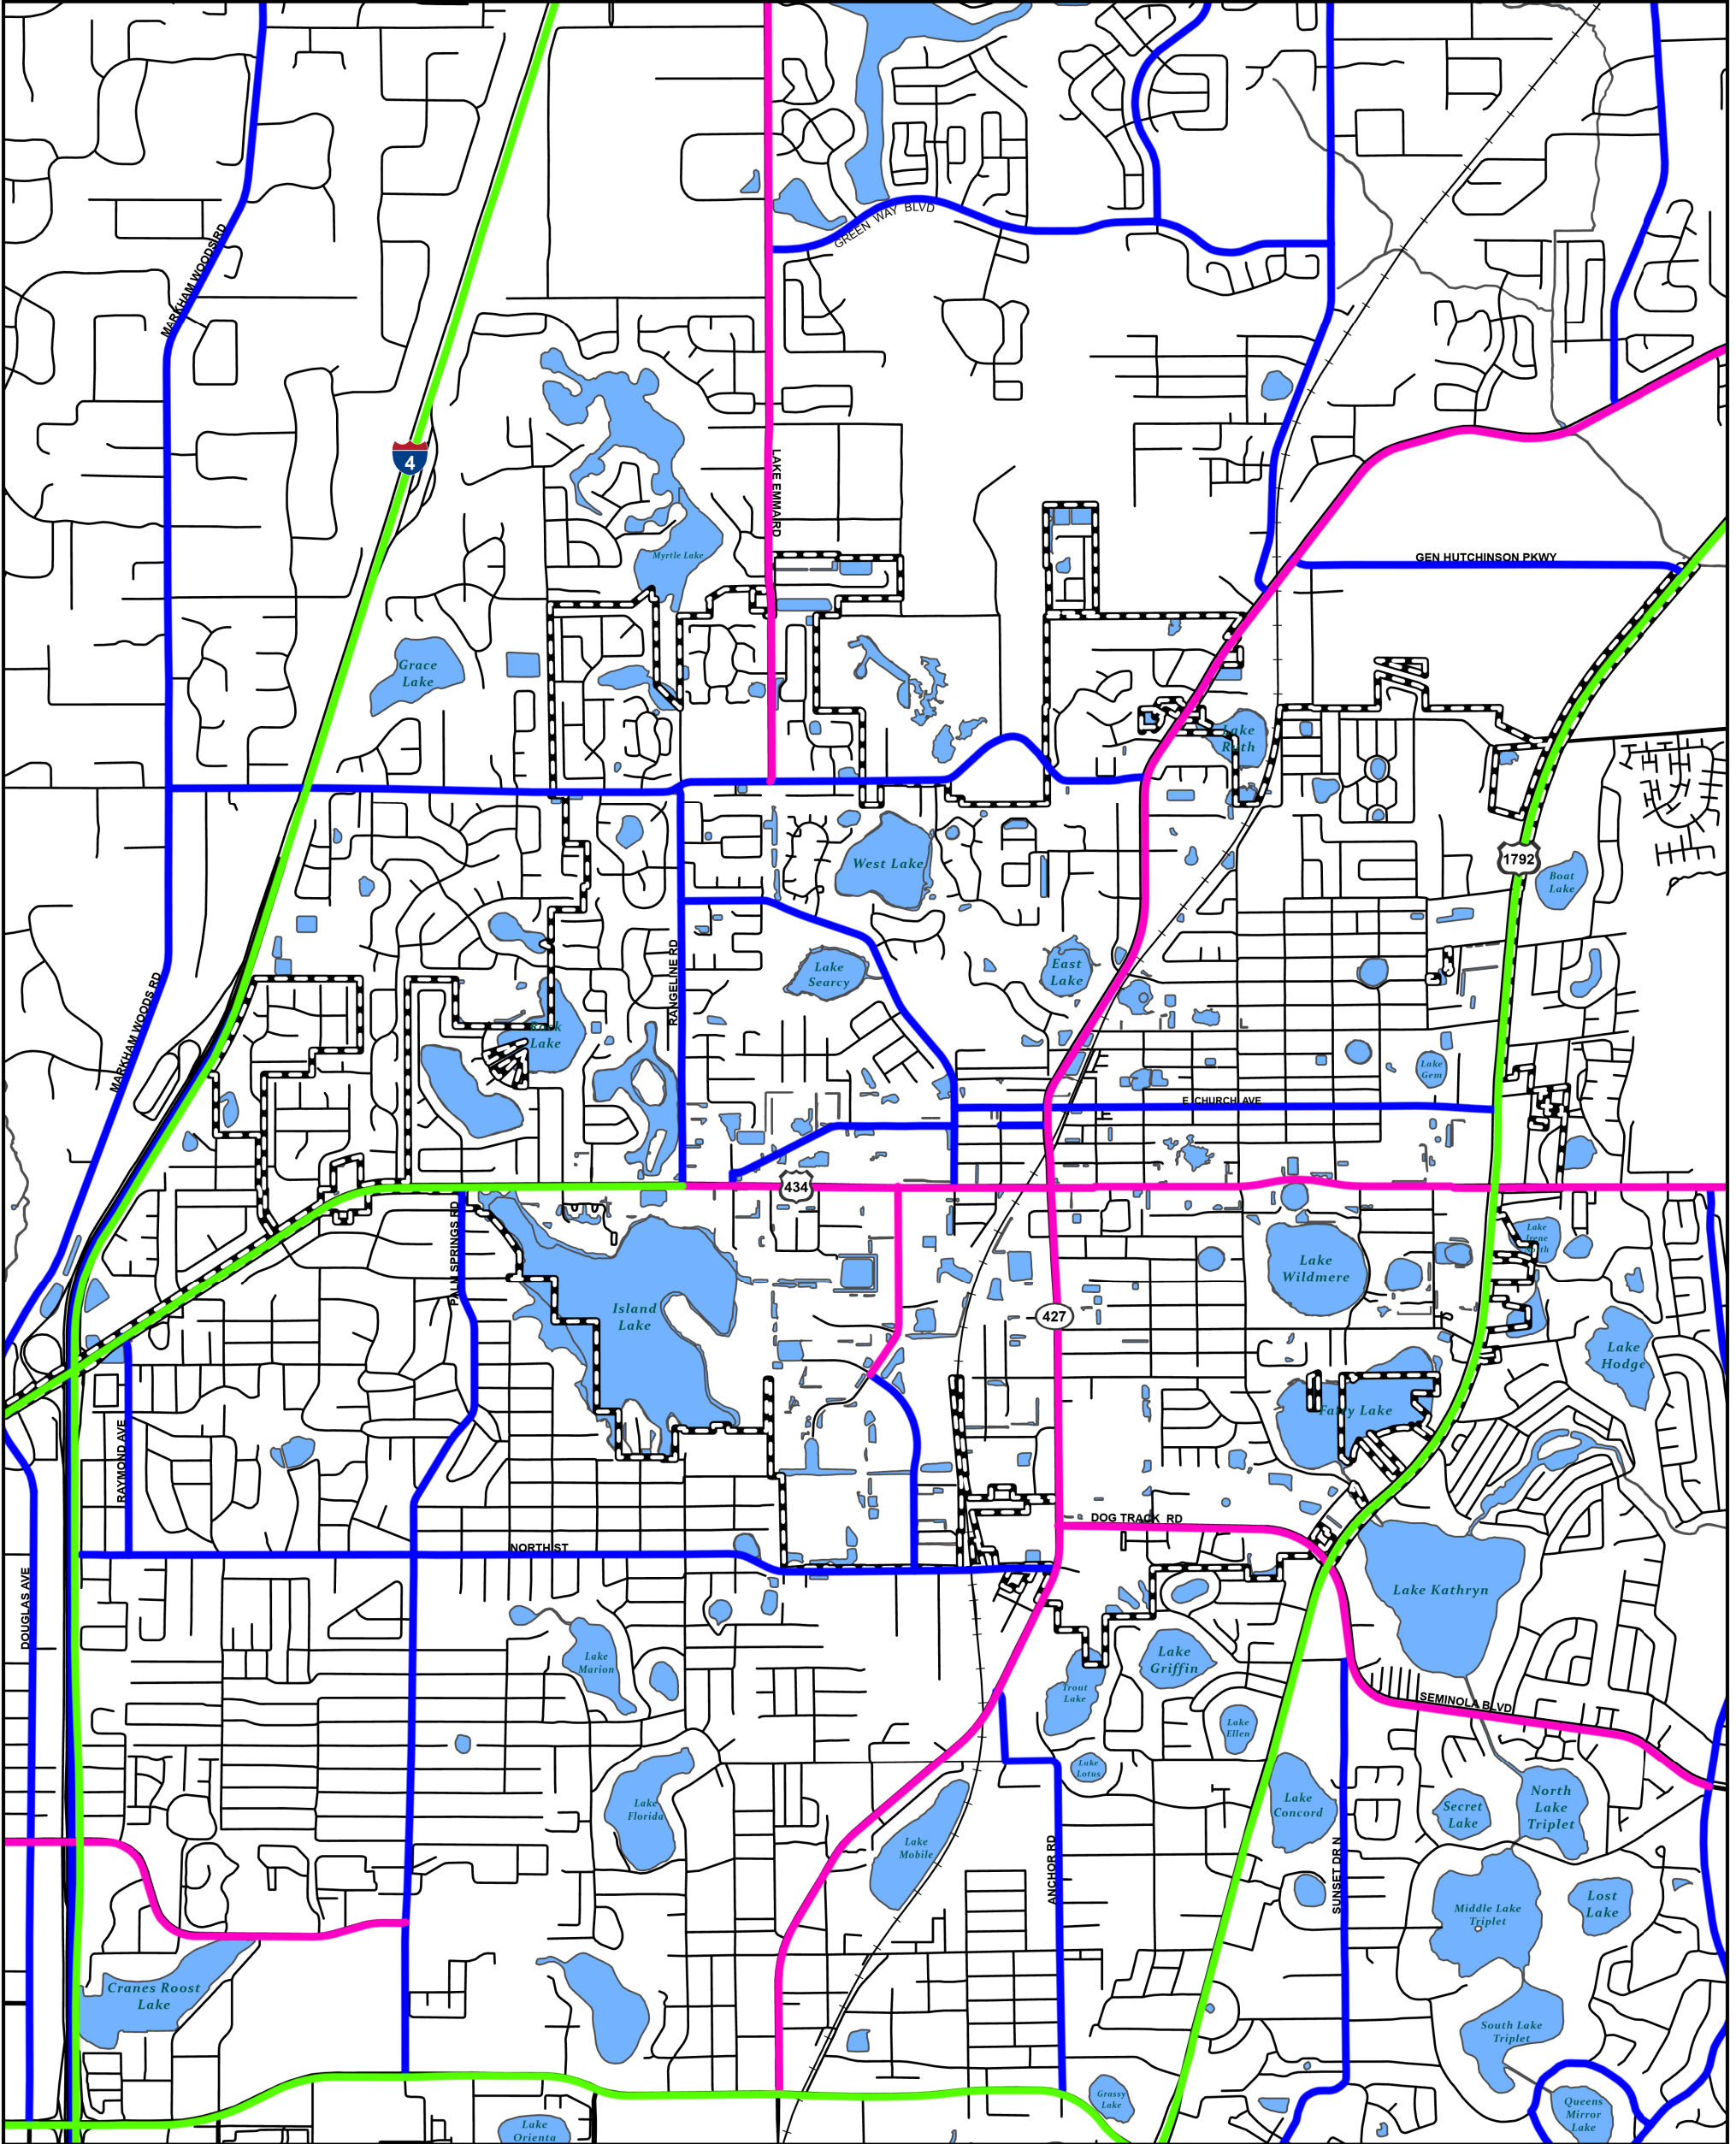 GREEN WAY BLVD
MARKHAM WOODS RD
4
LAKE EMMA RD
Myrtle Lake
GEN HUTCHINSON PKWY
Grace
Lake
Lake
Ruth
1792
West Lake
Boat
Lake
RANGELINE RD
Lake
Searcy
East
Lake
MARKHAM WOODS RD
Rock
Lake
Lake
Gem
E CHURCH AVE
434
PALM SPRINGS RD
Lake
Irene
North
Lake
Wildmere
Island
Lake
427
Lake
Hodge
Fairy Lake
RAYMOND AVE
DOG TRACK RD
NORTH ST
DOUGLAS AVE
Lake Kathryn
Lake
Marion
Lake
Griffin
Trout
Lake
SEMINOLA BLVD
Lake
Ellen
Lake
Lotus
Lake
Florida
Lake
Concord
Secret
Lake
North
Lake
Triplet
Lake
Mobile
ANCHOR RD
SUNSET DR N
Middle Lake
Triplet
Lost
Lake
Cranes Roost
Lake
South Lake
Triplet
Grassy
Lake
Queens
Mirror
Lake
Lake
Orienta